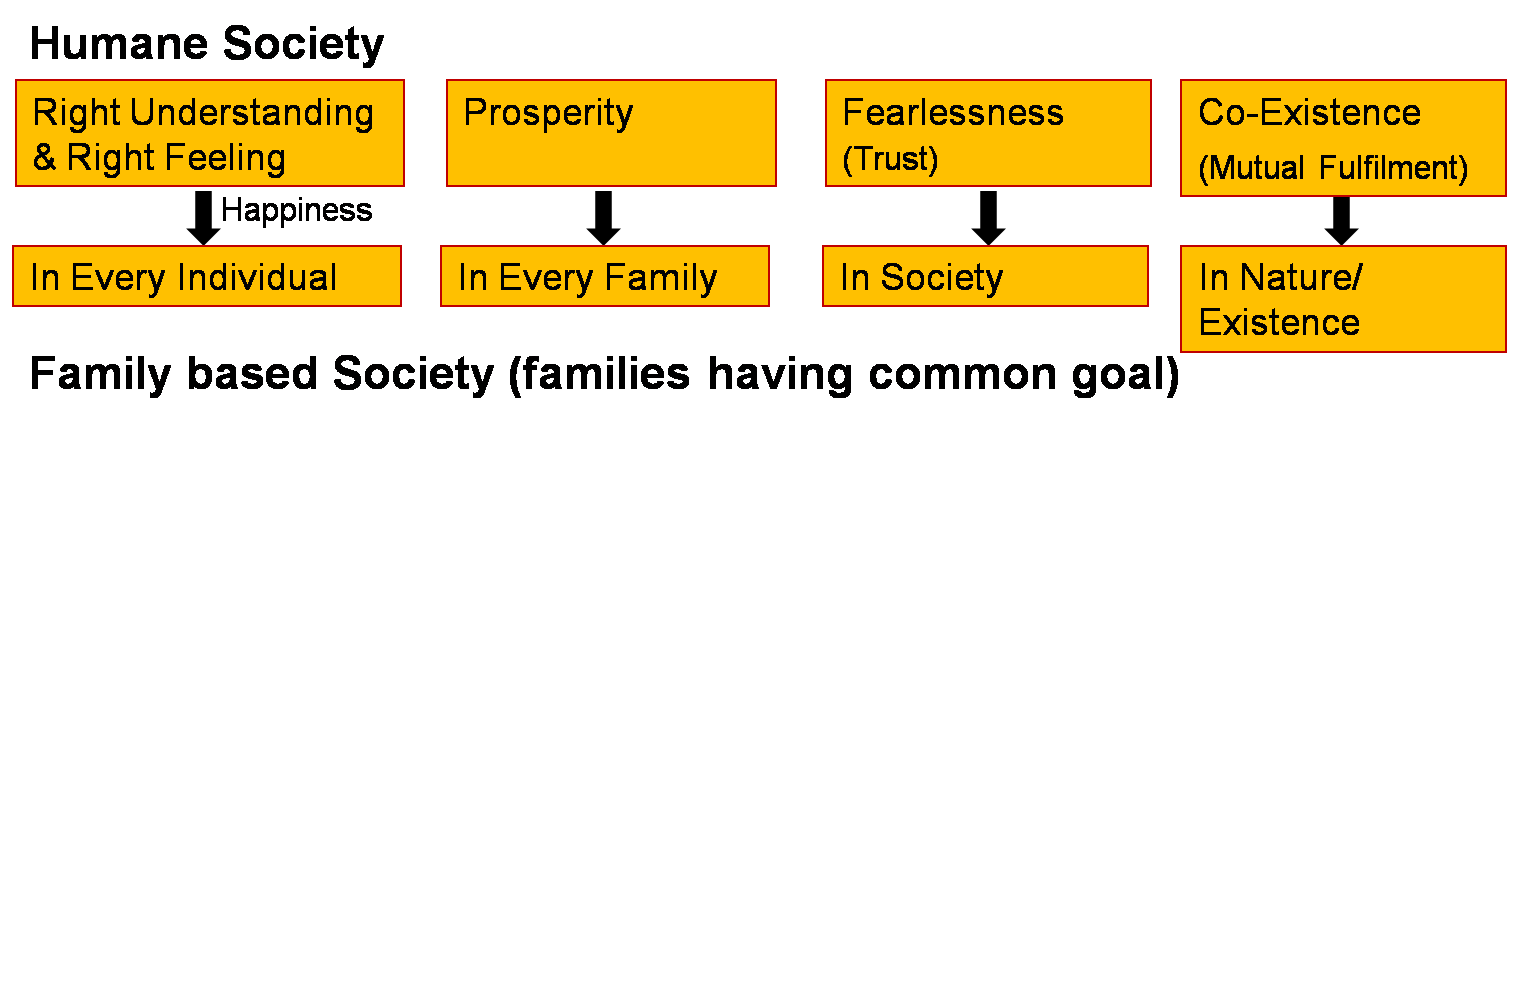 Humane Society
Right Understanding
& Right Feeling
Prosperity
Fearlessness
(Trust)
Co-Existence
(Mutual Fulfilment)
Happiness
In Every Individual
In Every Family
In Society
In Nature/
Existence
Family based Society (families having common goal)